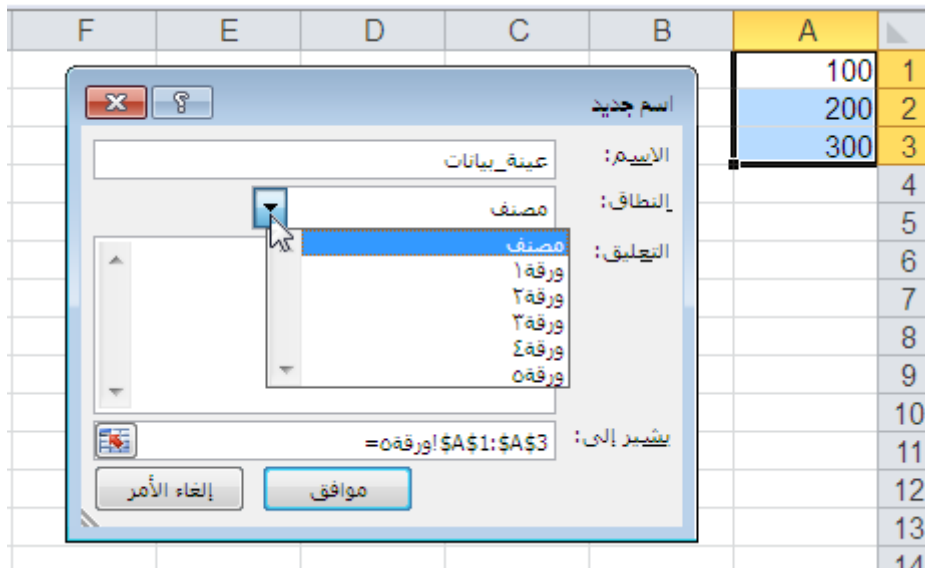 A B C D E F
100 1
200 2
300 3
4
5
6
7
8
9
10
11
12
13
14
اسم جديد
الاسم: عينة_بيانات
النطاق: مصنف
مصنف
ورقة١
ورقة٢
ورقة٣
ورقة٤
ورقة٥
التعليق:
يشير إلى: =ورقة٥!$A$1:$A$3
موافق إلغاء الأمر